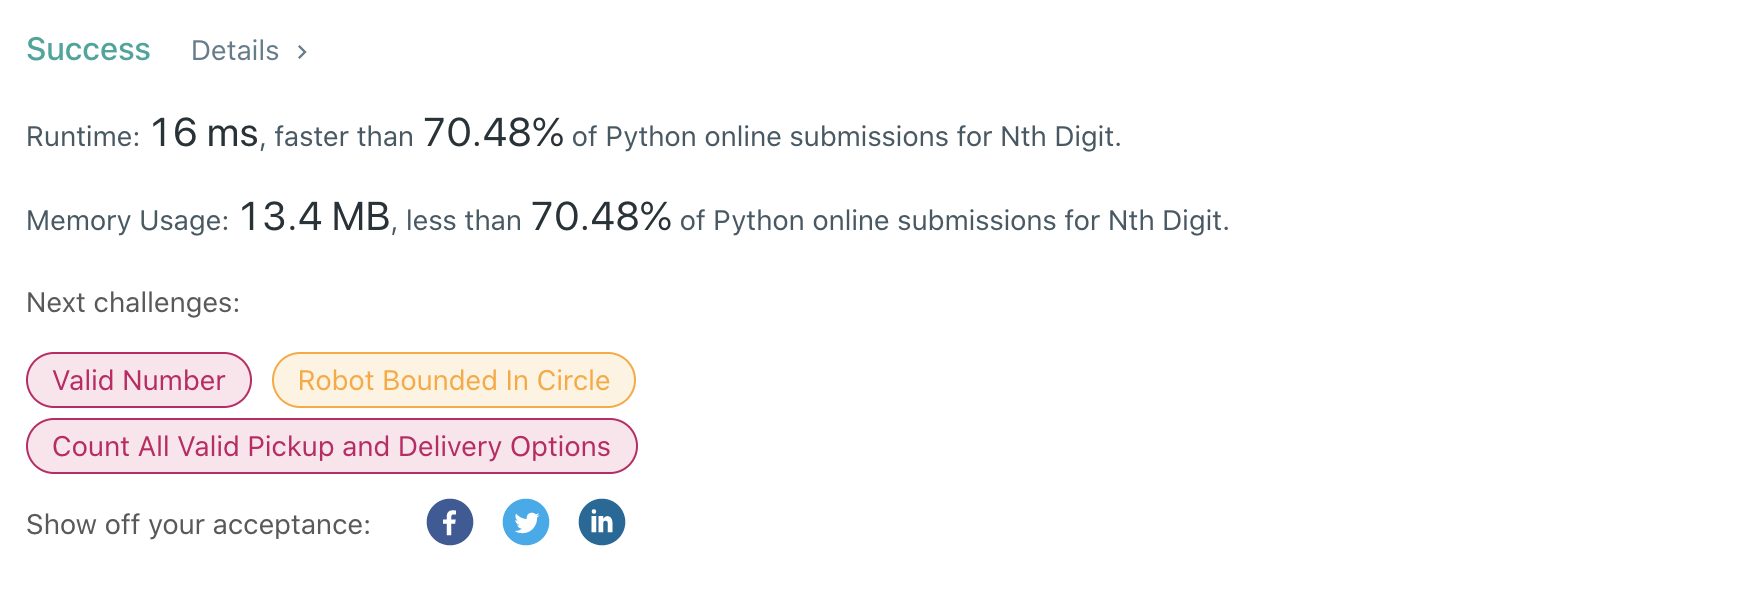 Success Details >
Runtime: 16 ms, faster than 70.48% of Python online submissions for Nth Digit.
Memory Usage: 13.4 MB, less than 70.48% of Python online submissions for Nth Digit.
Next challenges:
Valid Number Robot Bounded In Circle
Count All Valid Pickup and Delivery Options
Show off your acceptance: f in